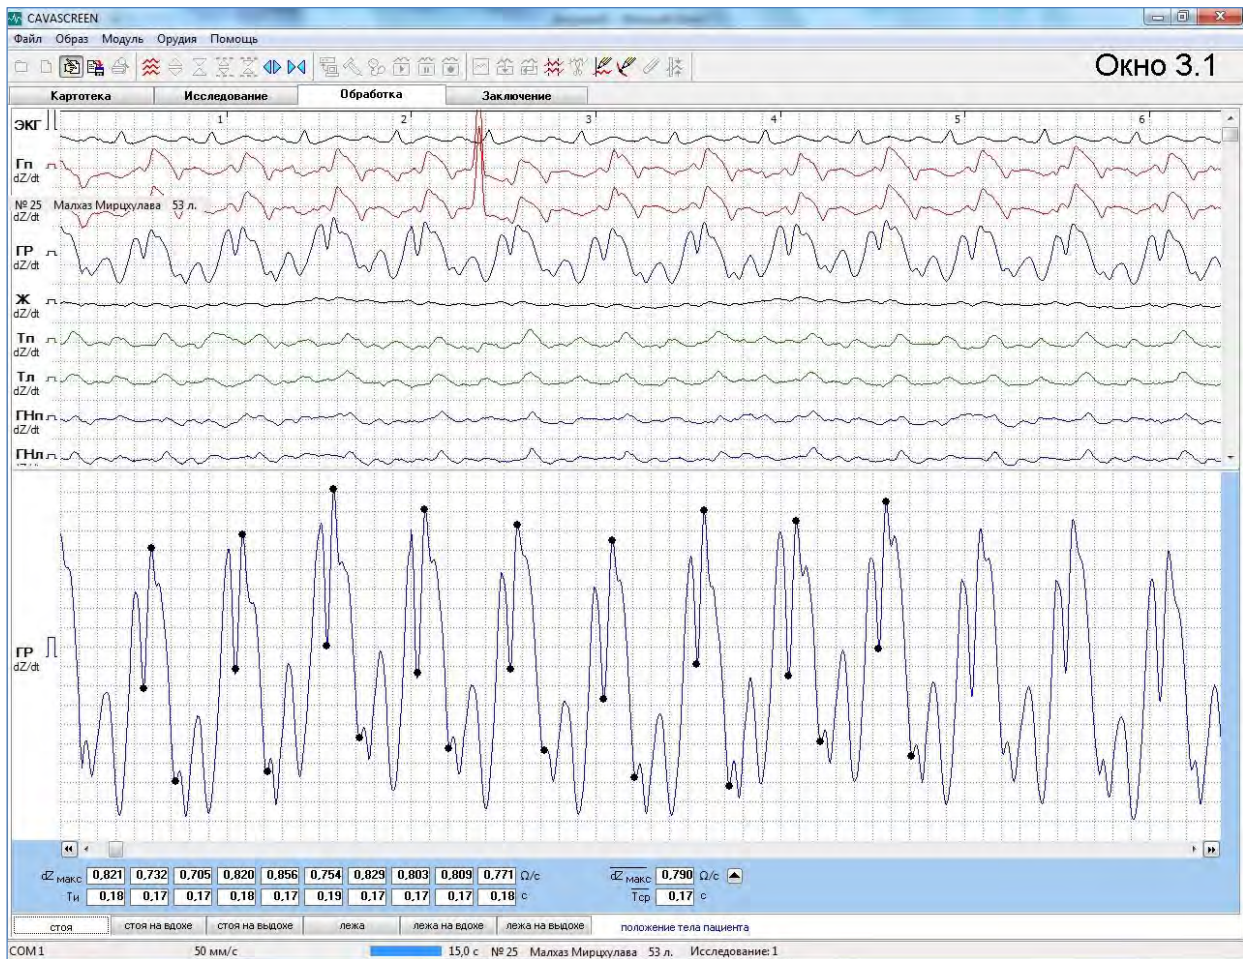 CAVASCREEN
Файл Образ Модуль Орудия Помощь
Окно 3.1
Картотека Исследование Обработка Заключение
1 2 3 4 5 6
ЭКГ
Гп
dZ/dt
№ 25 Малхаз Мирцхулава 53 л.
dZ/dt
ГР
dZ/dt
Ж
dZ/dt
Тп
dZ/dt
Тл
dZ/dt
ГНп
dZ/dt
ГНл
ГР
dZ/dt
dZ макс 0,821 0,732 0,705 0,820 0,856 0,754 0,829 0,803 0,809 0,771 Ω/с dZ макс 0,790 Ω/с
Ти 0,18 0,17 0,17 0,18 0,17 0,19 0,17 0,17 0,17 0,18 с Тср 0,17 с
стоя стоя на вдохе стоя на выдохе лежа лежа на вдохе лежа на выдохе положение тела пациента
COM1 50 мм/с 15,0 с № 25 Малхаз Мирцхулава 53 л. Исследование: 1